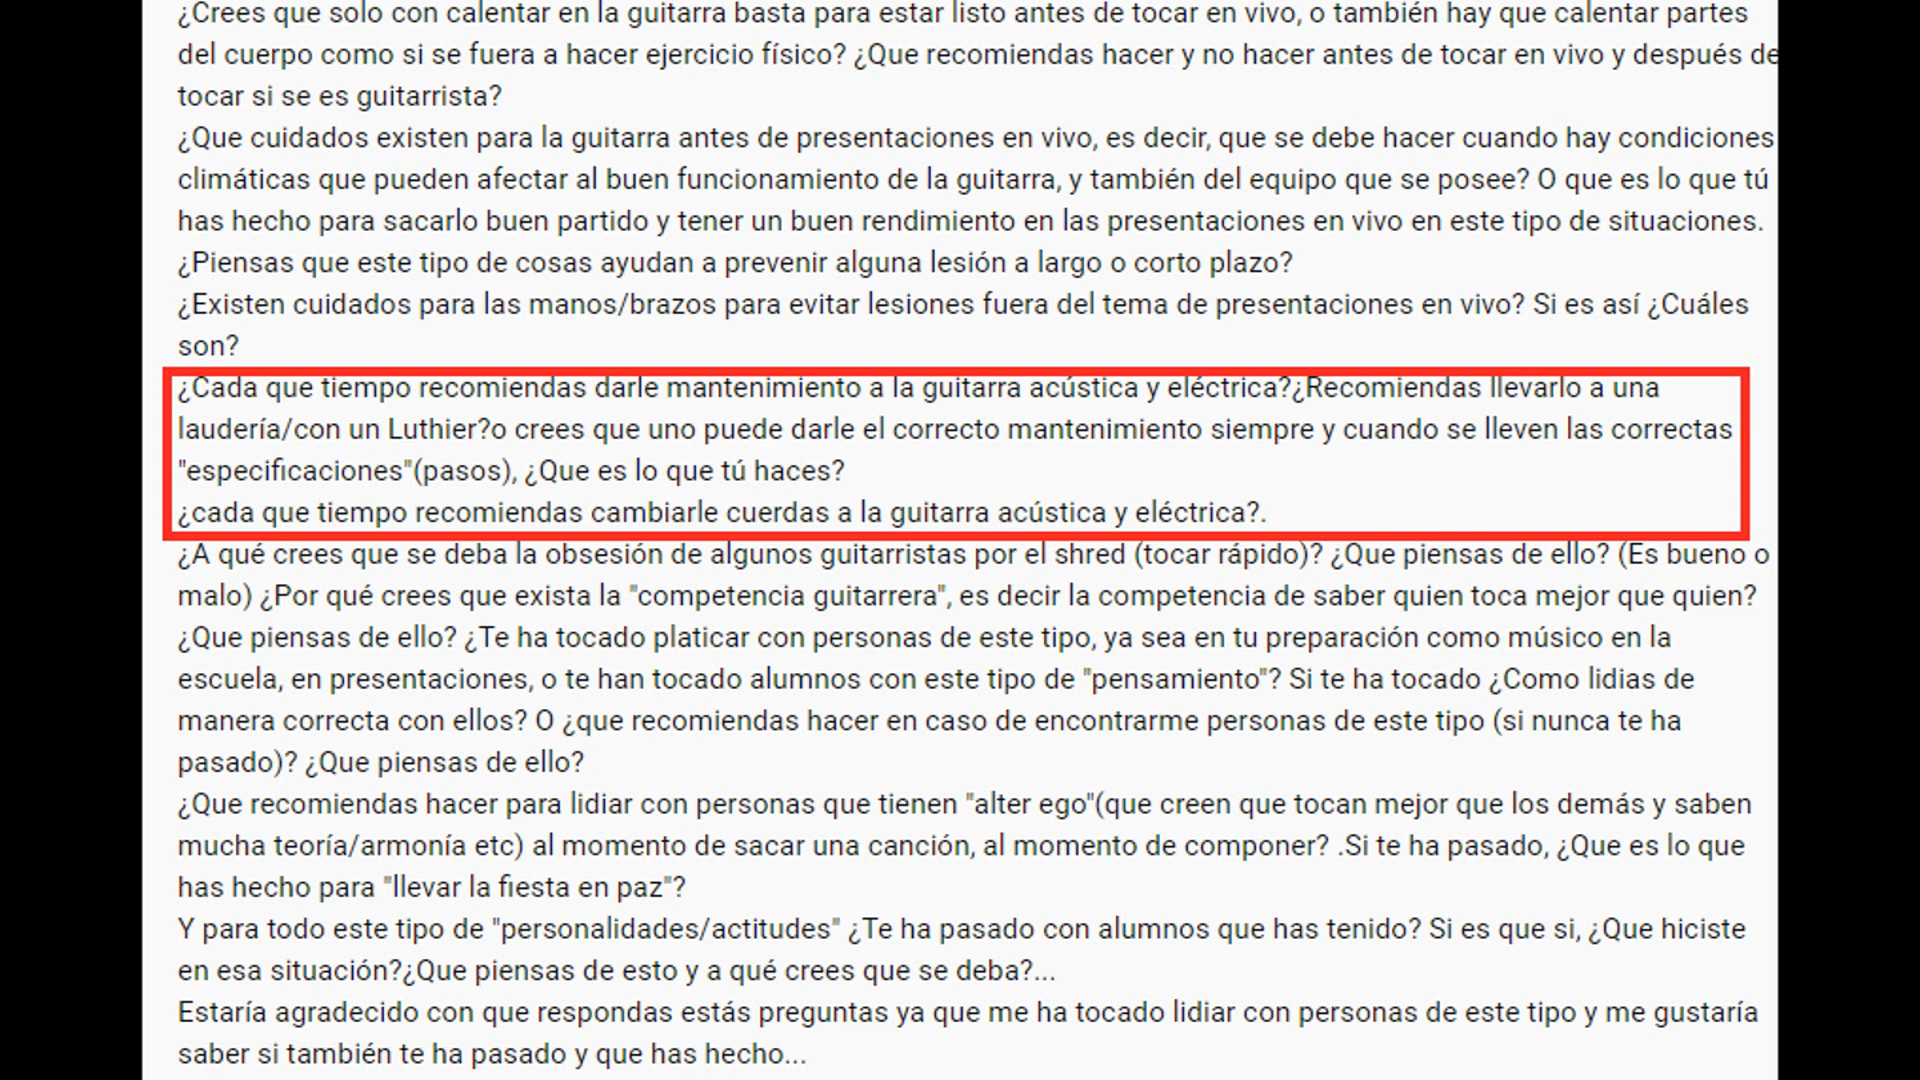 ¿Crees que solo con calentar en la guitarra basta para estar listo antes de tocar en vivo, o también hay que calentar partes
del cuerpo como si se fuera a hacer ejercicio físico? ¿Que recomiendas hacer y no hacer antes de tocar en vivo y después de
tocar si se es guitarrista?
¿Que cuidados existen para la guitarra antes de presentaciones en vivo, es decir, que se debe hacer cuando hay condiciones
climáticas que pueden afectar al buen funcionamiento de la guitarra, y también del equipo que se posee? O que es lo que tú
has hecho para sacarlo buen partido y tener un buen rendimiento en las presentaciones en vivo en este tipo de situaciones.
¿Piensas que este tipo de cosas ayudan a prevenir alguna lesión a largo o corto plazo?
¿Existen cuidados para las manos/brazos para evitar lesiones fuera del tema de presentaciones en vivo? Si es así ¿Cuáles
son?
¿Cada que tiempo recomiendas darle mantenimiento a la guitarra acústica y eléctrica?¿Recomiendas llevarlo a una
laudería/con un Luthier?o crees que uno puede darle el correcto mantenimiento siempre y cuando se lleven las correctas
"especificaciones"(pasos), ¿Que es lo que tú haces?
¿cada que tiempo recomiendas cambiarle cuerdas a la guitarra acústica y eléctrica?.
¿A qué crees que se deba la obsesión de algunos guitarristas por el shred (tocar rápido)? ¿Que piensas de ello? (Es bueno o
malo) ¿Por qué crees que exista la "competencia guitarrera", es decir la competencia de saber quien toca mejor que quien?
¿Que piensas de ello? ¿Te ha tocado platicar con personas de este tipo, ya sea en tu preparación como músico en la
escuela, en presentaciones, o te han tocado alumnos con este tipo de "pensamiento"? Si te ha tocado ¿Como lidias de
manera correcta con ellos? O ¿que recomiendas hacer en caso de encontrarme personas de este tipo (si nunca te ha
pasado)? ¿Que piensas de ello?
¿Que recomiendas hacer para lidiar con personas que tienen "alter ego"(que creen que tocan mejor que los demás y saben
mucha teoría/armonía etc) al momento de sacar una canción, al momento de componer? .Si te ha pasado, ¿Que es lo que
has hecho para "llevar la fiesta en paz"?
Y para todo este tipo de "personalidades/actitudes" ¿Te ha pasado con alumnos que has tenido? Si es que si, ¿Que hiciste
en esa situación?¿Que piensas de esto y a qué crees que se deba?...
Estaría agradecido con que respondas estás preguntas ya que me ha tocado lidiar con personas de este tipo y me gustaría
saber si también te ha pasado y que has hecho...